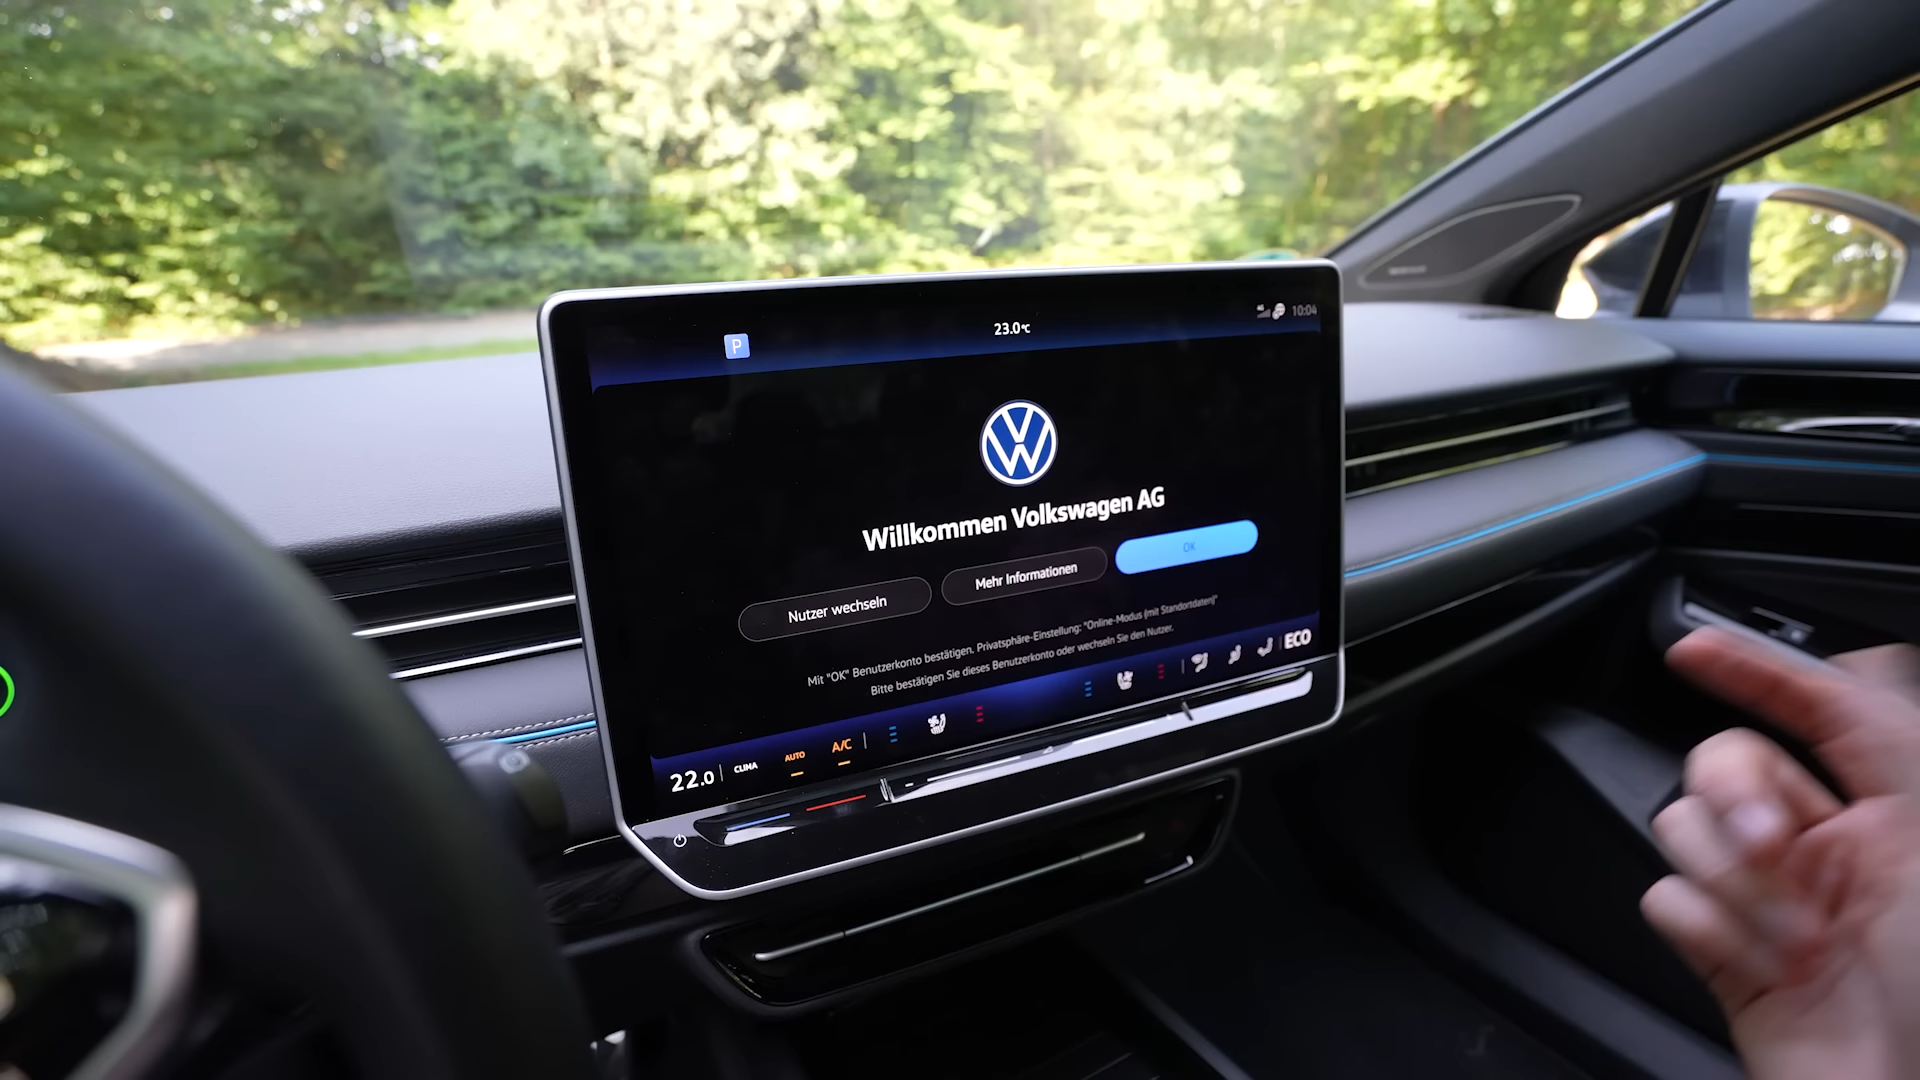 P
23.0°C
10:04
Willkommen Volkswagen AG
Nutzer wechseln
Mehr Informationen
OK
Mit "OK" Benutzerkonto bestätigen. Privatsphäre-Einstellung: "Online-Modus (mit Standortdaten)"
Bitte bestätigen Sie dieses Benutzerkonto oder wechseln Sie den Nutzer.
22.0
CLIMA
AUTO
A/C
ECO